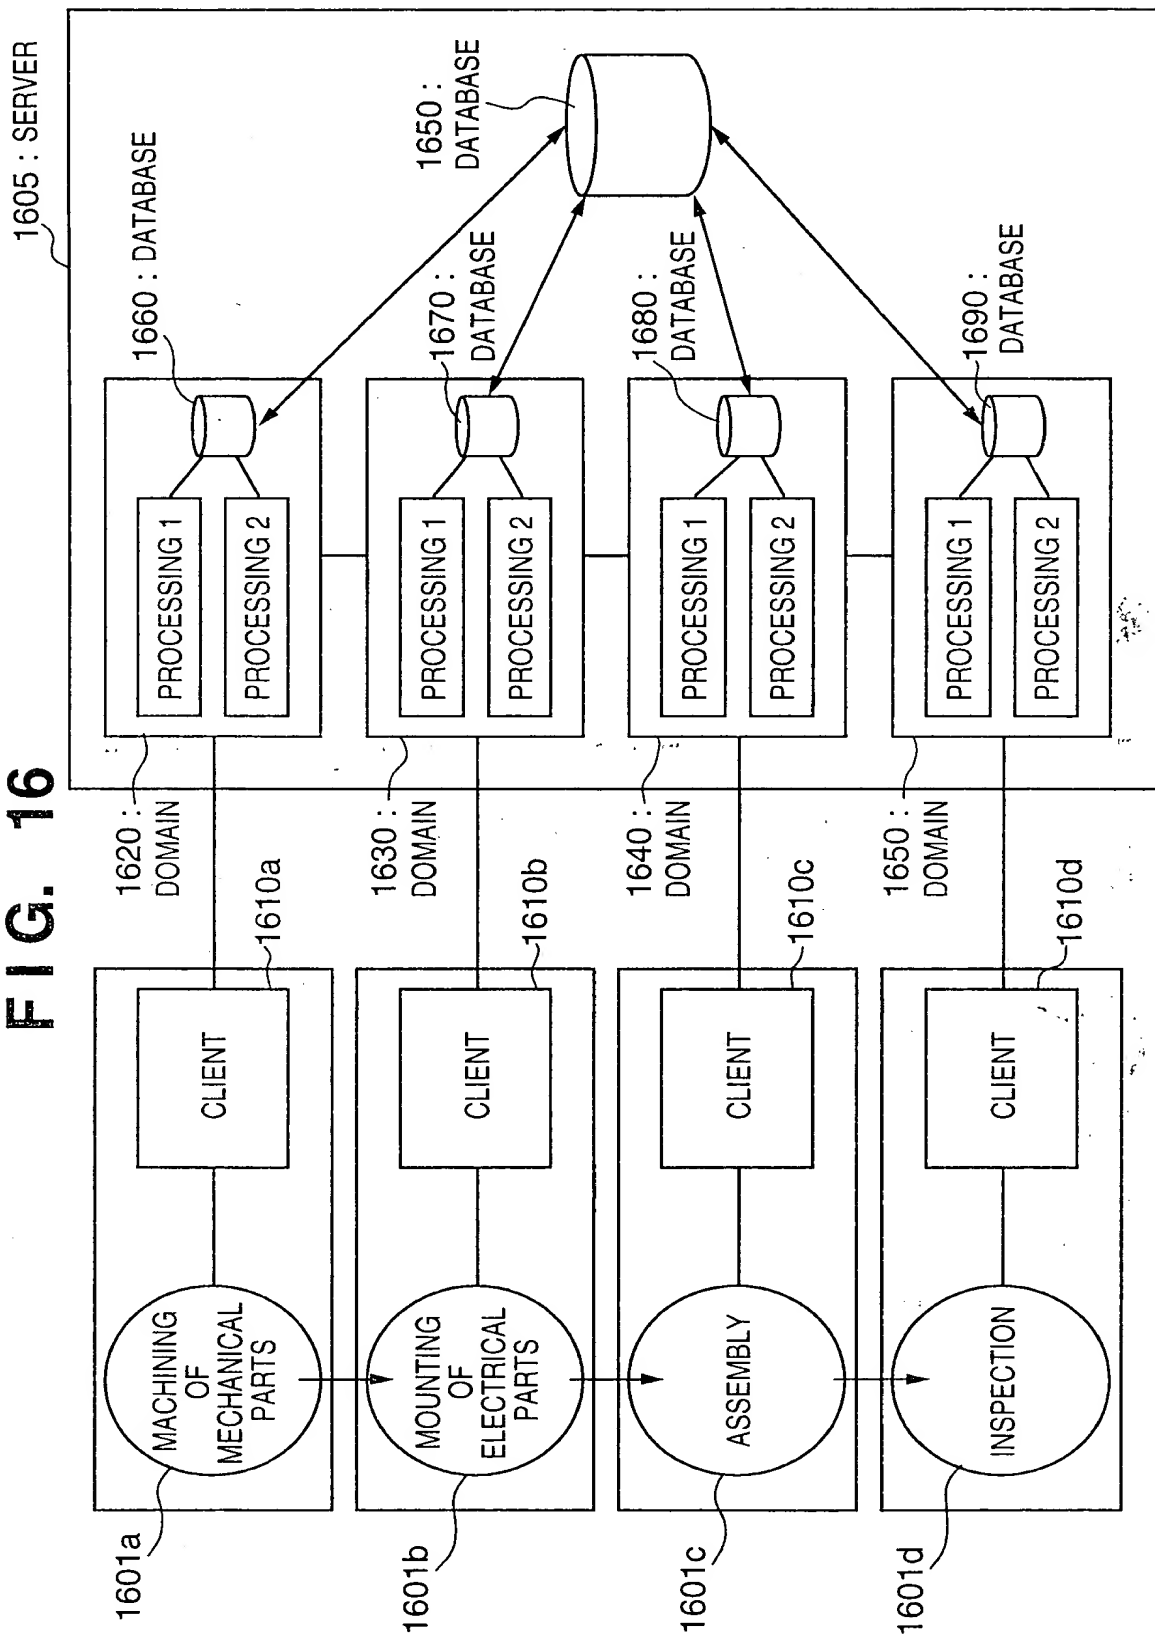 FIG. 16
1605 : SERVER
1601a
MACHINING
OF
MECHANICAL
PARTS
CLIENT
1610a
1620 :
DOMAIN
PROCESSING 1
PROCESSING 2
1660 : DATABASE
1601b
MOUNTING
OF
ELECTRICAL
PARTS
CLIENT
1610b
1630 :
DOMAIN
PROCESSING 1
PROCESSING 2
1670 :
DATABASE
1650 :
DATABASE
1601c
ASSEMBLY
CLIENT
1610c
1640 :
DOMAIN
PROCESSING 1
PROCESSING 2
1680 :
DATABASE
1601d
INSPECTION
CLIENT
1610d
1650 :
DOMAIN
PROCESSING 1
PROCESSING 2
1690 :
DATABASE